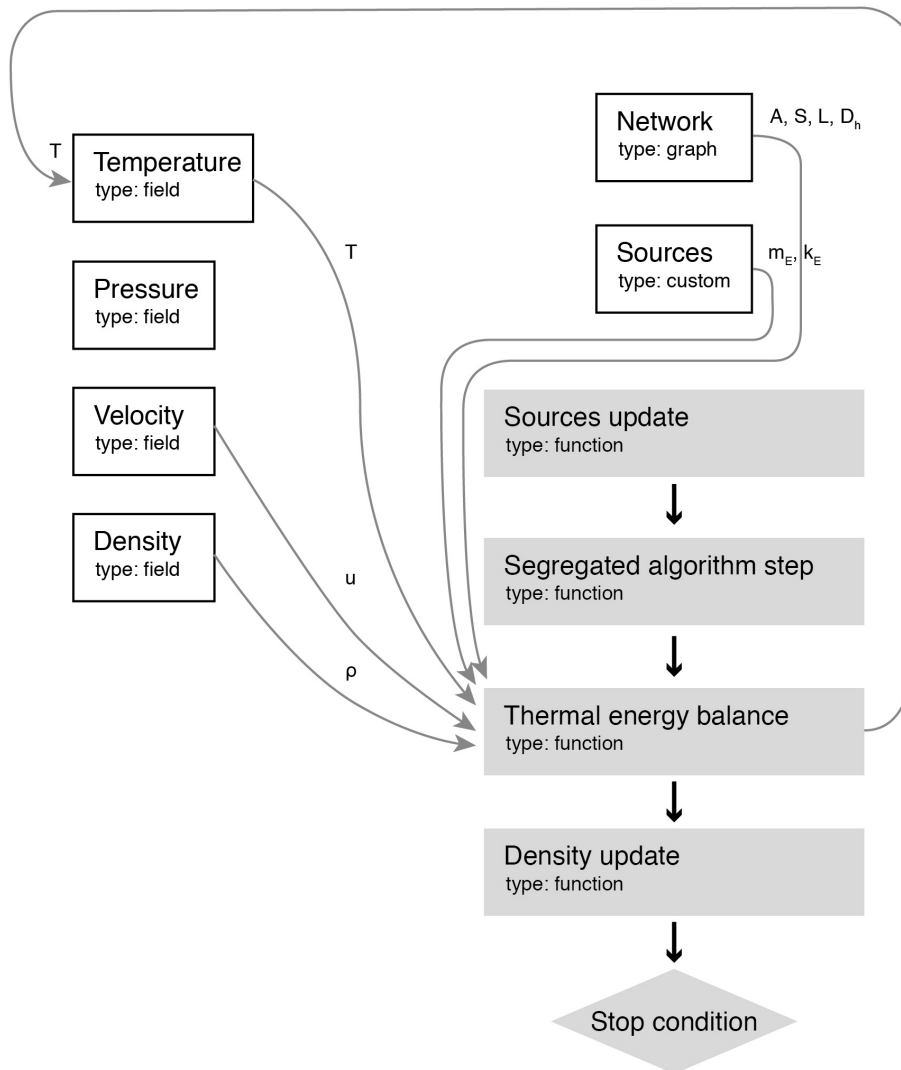 Network
type: graph
A, S, L, Dₕ
T
Temperature
type: field
T
Sources
type: custom
m_E, k_E
Pressure
type: field
Velocity
type: field
Sources update
type: function
Density
type: field
u
Segregated algorithm step
type: function
ρ
Thermal energy balance
type: function
Density update
type: function
Stop condition